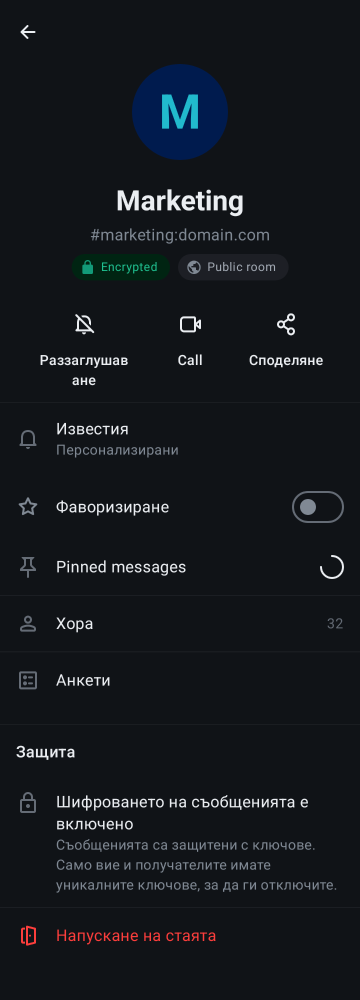 M
Marketing
#marketing:domain.com
Encrypted
Public room
Раззаглушав
ане
Call
Споделяне
Известия
Персонализирани
Фаворизиране
Pinned messages
Хора
32
Анкети
Защита
Шифроването на съобщенията е
включено
Съобщенията са защитени с ключове.
Само вие и получателите имате
уникалните ключове, за да ги отключите.
Напускане на стаята